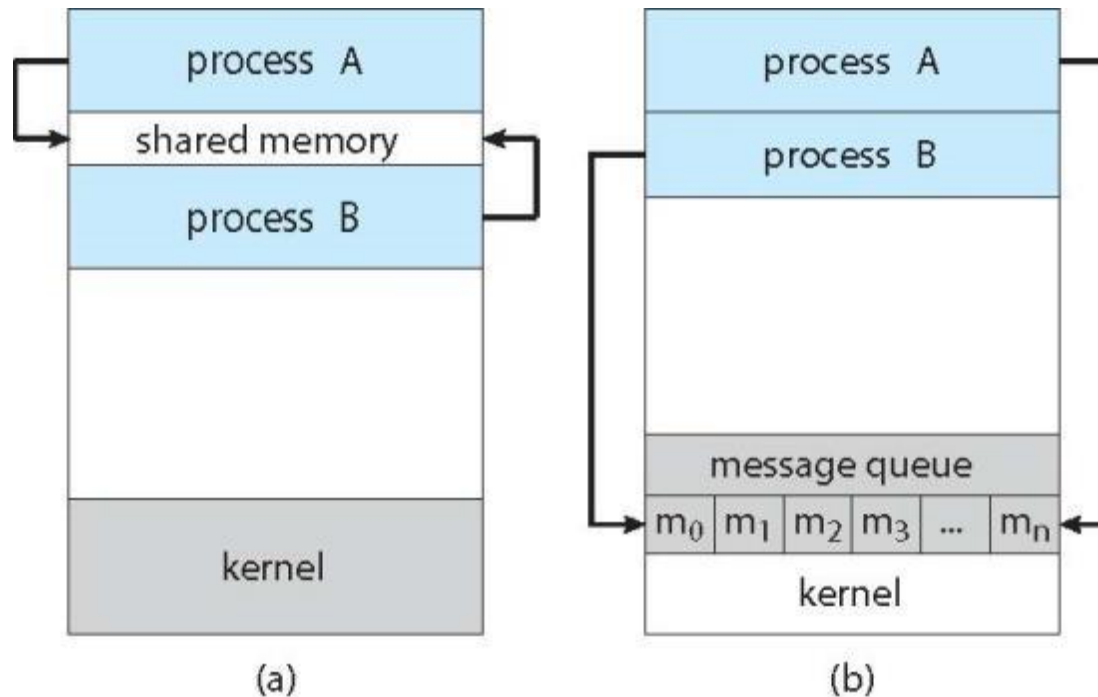 process A
shared memory
process B
kernel
(a)
process A
process B
message queue
m₀ m₁ m₂ m₃ ... mₙ
kernel
(b)